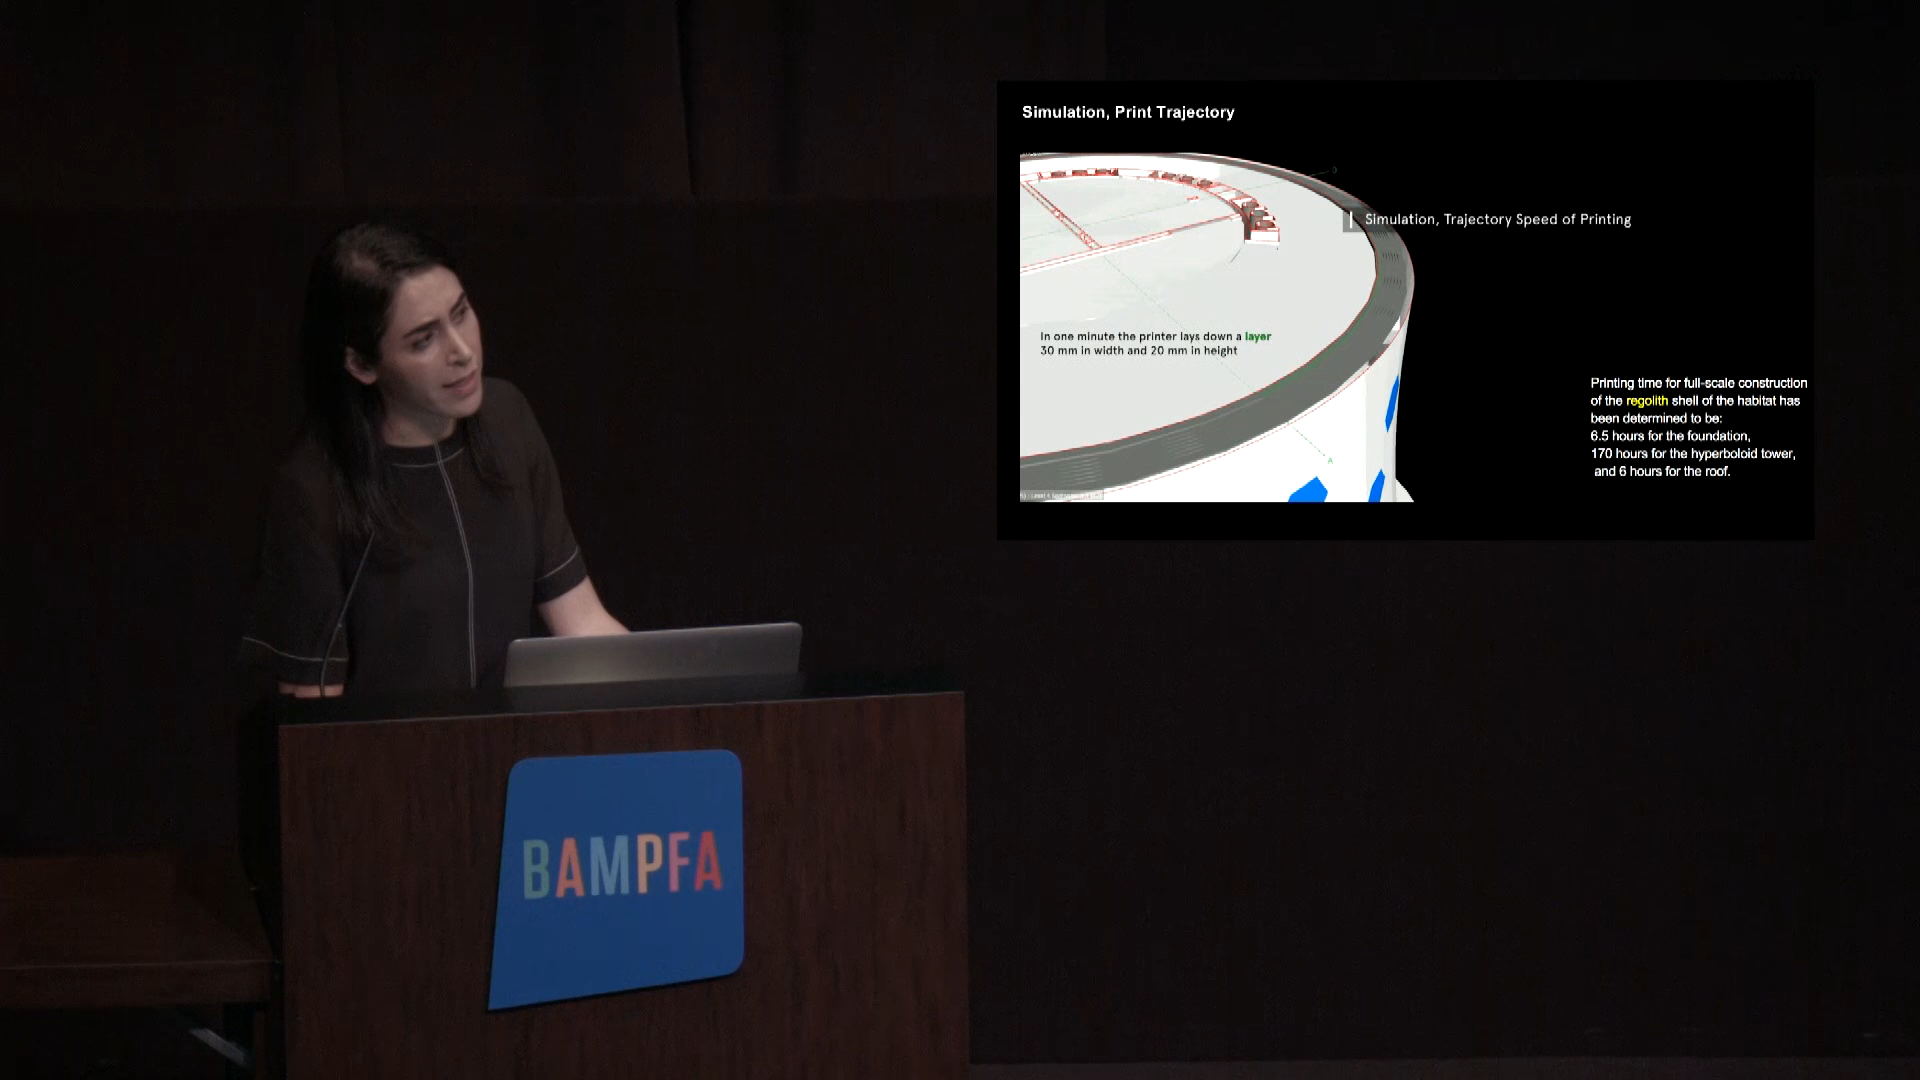 Simulation, Print Trajectory
Simulation, Trajectory Speed of Printing
In one minute the printer lays down a layer
30 mm in width and 20 mm in height
A
Printing time for full-scale construction
of the regolith shell of the habitat has
been determined to be:
6.5 hours for the foundation,
170 hours for the hyperboloid tower,
and 6 hours for the roof.
BAMPFA